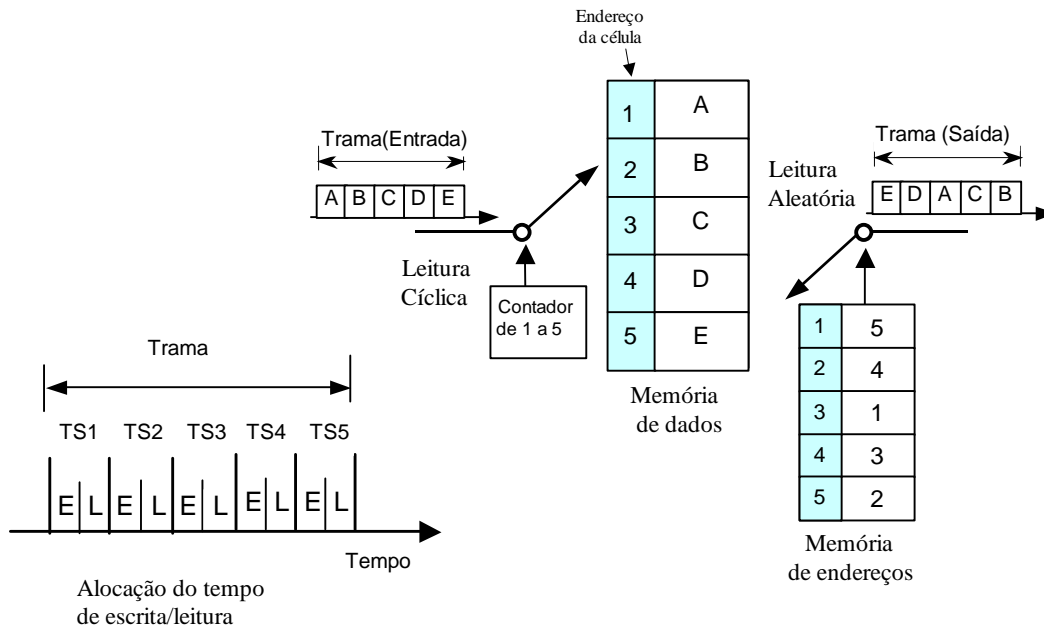 Endereço
da célula
Trama(Entrada)
A B C D E
Leitura
Cíclica
Contador
de 1 a 5
1 A
2 B
3 C
4 D
5 E
Memória
de dados
Trama (Saída)
Leitura
Aleatória
E D A C B
1 5
2 4
3 1
4 3
5 2
Memória
de endereços
Trama
TS1 TS2 TS3 TS4 TS5
E L E L E L E L E L
Tempo
Alocação do tempo
de escrita/leitura